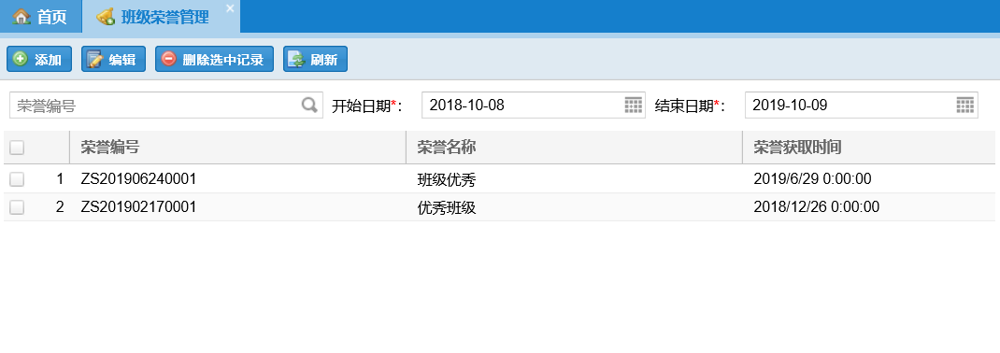 首页 班级荣誉管理
添加 编辑 删除选中记录 刷新
荣誉编号 开始日期*: 2018-10-08 结束日期*: 2019-10-09
荣誉编号 荣誉名称 荣誉获取时间
1 ZS201906240001 班级优秀 2019/6/29 0:00:00
2 ZS201902170001 优秀班级 2018/12/26 0:00:00